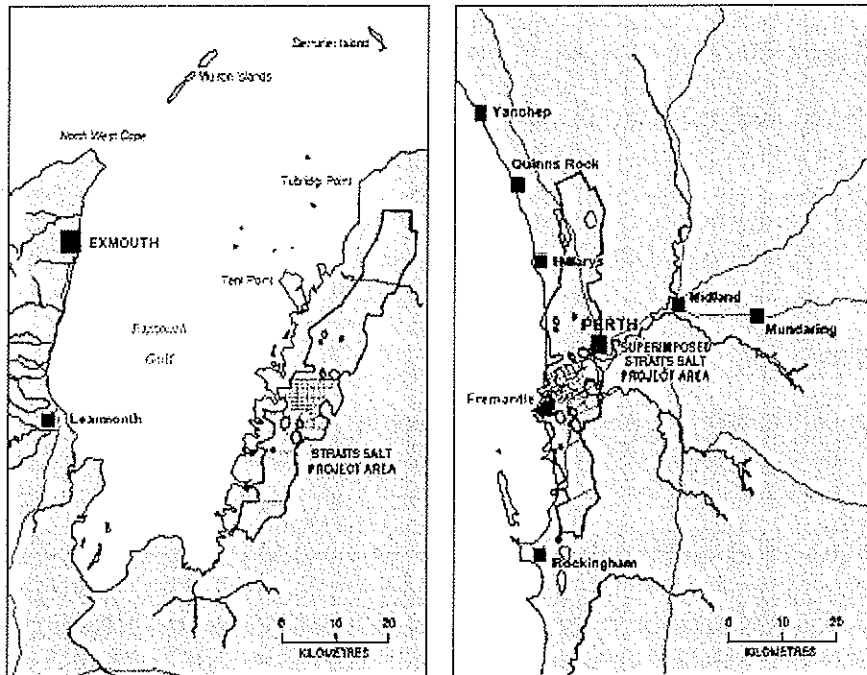 Muiron Islands
North West Cape
Tubridgi Point
EXMOUTH
Tent Point
Exmouth
Gulf
Learmonth
STRAITS SALT
PROJECT AREA
0 10 20
KILOMETRES
Yanchep
Quinns Rock
Hillarys
Midland
PERTH
Mundaring
SUPERIMPOSED
STRAITS SALT
PROJECT AREA
Fremantle
Rockingham
0 10 20
KILOMETRES